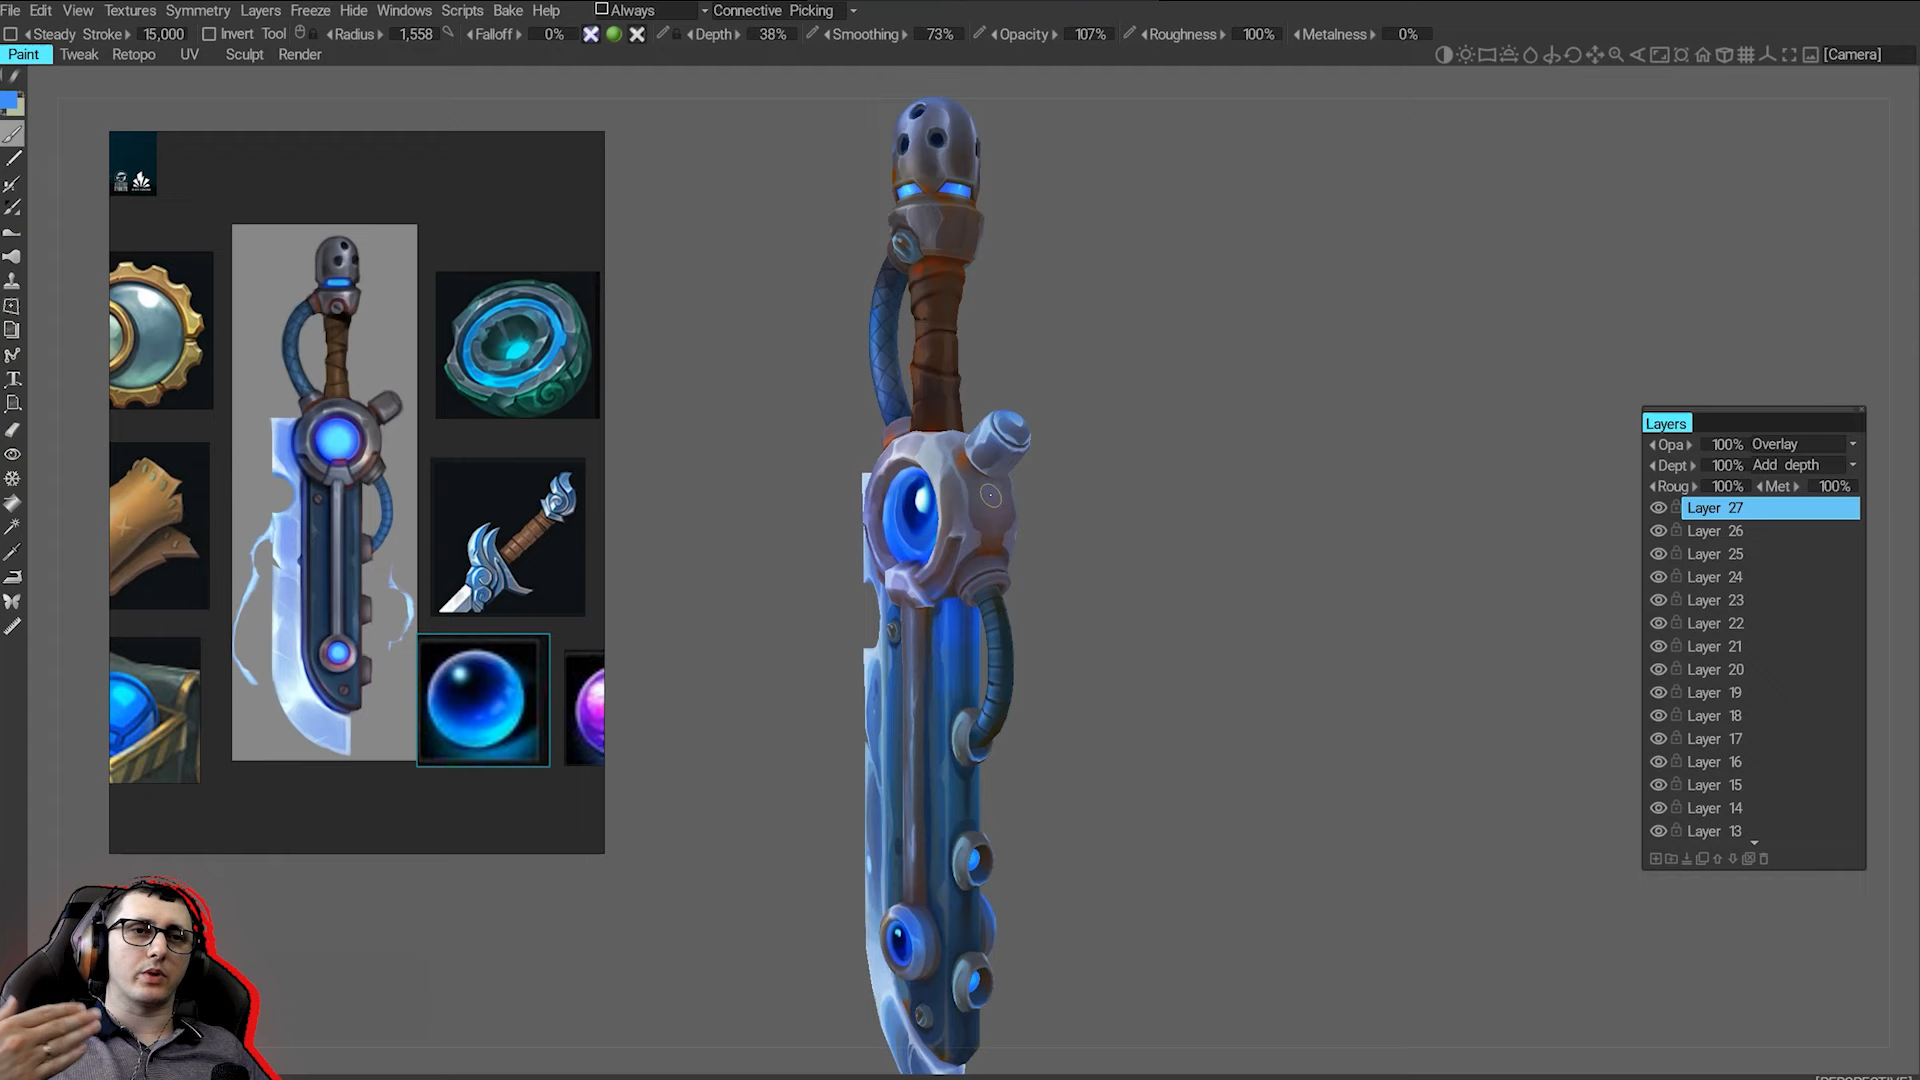 File Edit View Textures Symmetry Layers Freeze Hide Windows Scripts Bake Help Always Connective Picking
Steady Stroke 15,000 Invert Tool Radius 1,558 Falloff 0% Depth 38% Smoothing 73% Opacity 107% Roughness 100% Metalness 0%
Paint Tweak Retopo UV Sculpt Render [Camera]
Layers
Opa 100% Overlay
Dept 100% Add depth
Roug 100% Met 100%
Layer 27
Layer 26
Layer 25
Layer 24
Layer 23
Layer 22
Layer 21
Layer 20
Layer 19
Layer 18
Layer 17
Layer 16
Layer 15
Layer 14
Layer 13